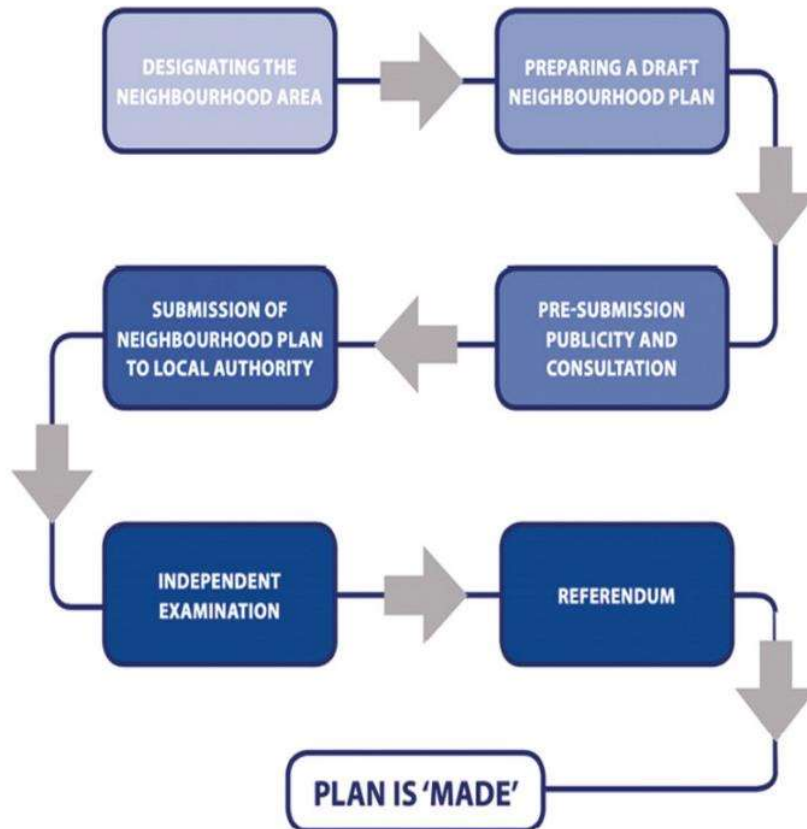 DESIGNATING THE
NEIGHBOURHOOD AREA
PREPARING A DRAFT
NEIGHBOURHOOD PLAN
PRE-SUBMISSION
PUBLICITY AND
CONSULTATION
SUBMISSION OF
NEIGHBOURHOOD PLAN
TO LOCAL AUTHORITY
INDEPENDENT
EXAMINATION
REFERENDUM
PLAN IS ‘MADE’